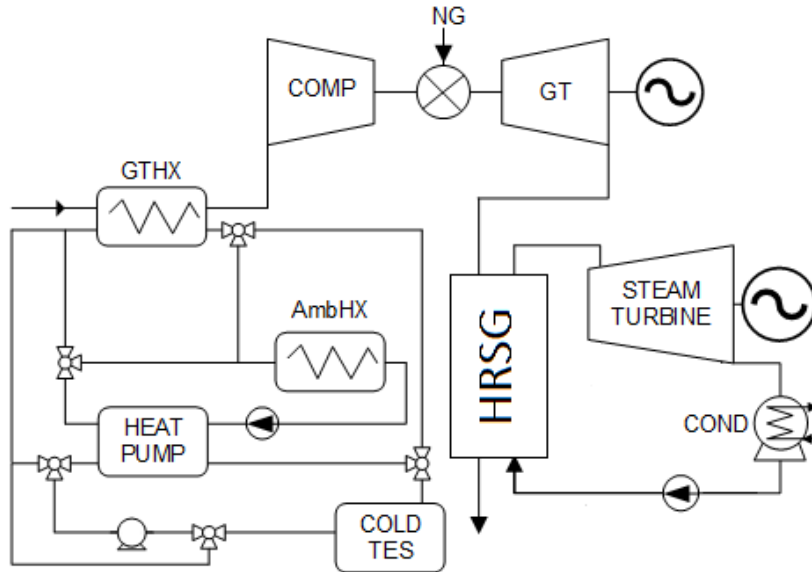 NG
COMP
GT
GTHX
AmbHX
STEAM
TURBINE
HRSG
HEAT
PUMP
COND
COLD
TES